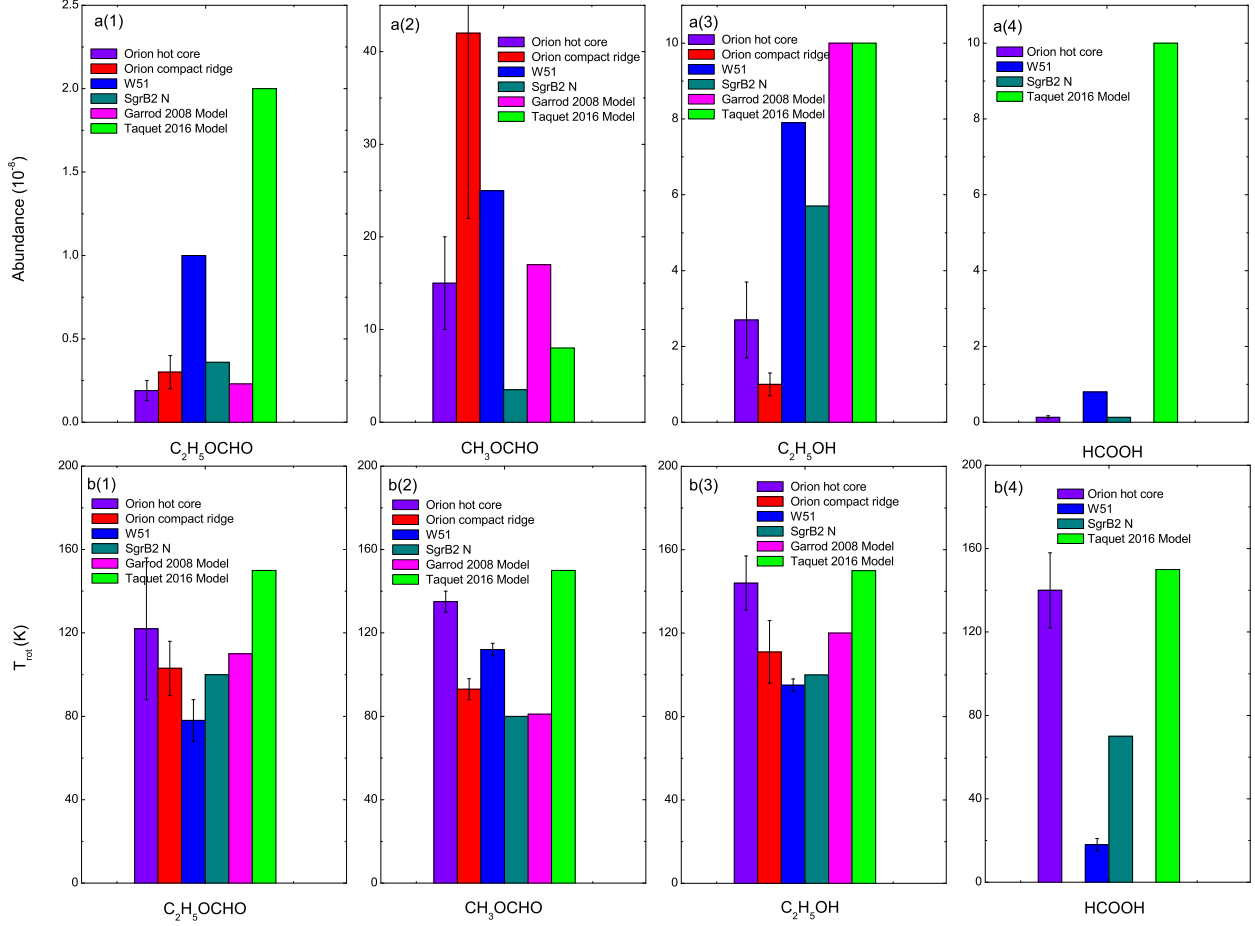 a(1)
Orion hot core
Orion compact ridge
W51
SgrB2 N
Garrod 2008 Model
Taquet 2016 Model
2.5
2.0
1.5
1.0
0.5
0.0
Abundance (10⁻⁸)
C₂H₅OCHO
a(2)
Orion hot core
Orion compact ridge
W51
SgrB2 N
Garrod 2008 Model
Taquet 2016 Model
40
30
20
10
0
CH₃OCHO
a(3)
Orion hot core
Orion compact ridge
W51
SgrB2 N
Garrod 2008 Model
Taquet 2016 Model
10
8
6
4
2
0
C₂H₅OH
a(4)
Orion hot core
W51
SgrB2 N
Taquet 2016 Model
10
8
6
4
2
0
HCOOH
b(1)
Orion hot core
Orion compact ridge
W51
SgrB2 N
Garrod 2008 Model
Taquet 2016 Model
200
160
120
80
40
0
T_rot (K)
C₂H₅OCHO
b(2)
Orion hot core
Orion compact ridge
W51
SgrB2 N
Garrod 2008 Model
Taquet 2016 Model
200
160
120
80
40
0
CH₃OCHO
b(3)
Orion hot core
Orion compact ridge
W51
SgrB2 N
Garrod 2008 Model
Taquet 2016 Model
200
160
120
80
40
0
C₂H₅OH
b(4)
Orion hot core
W51
SgrB2 N
Taquet 2016 Model
200
160
120
80
40
0
HCOOH